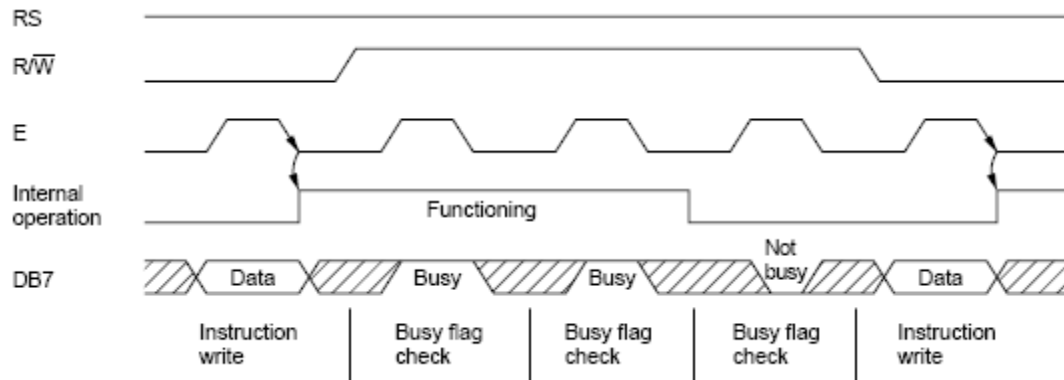 RS
R/W̅
E
Internal
operation
Functioning
DB7
Data
Busy
Busy
Not
busy
Data
Instruction
write
Busy flag
check
Busy flag
check
Busy flag
check
Instruction
write